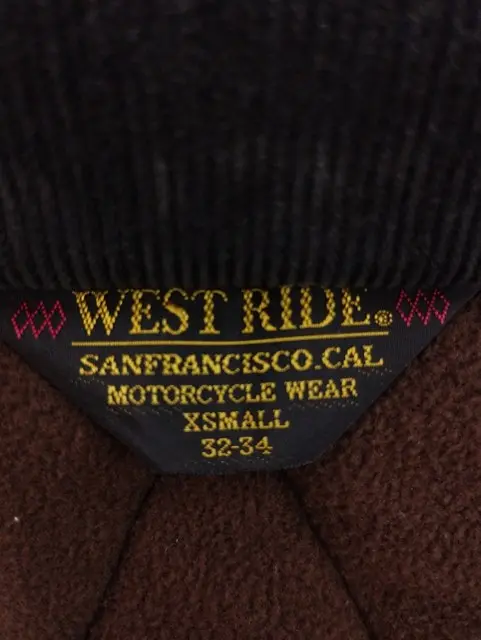 WEST RIDE®
SANFRANCISCO.CAL
MOTORCYCLE WEAR
XSMALL
32-34